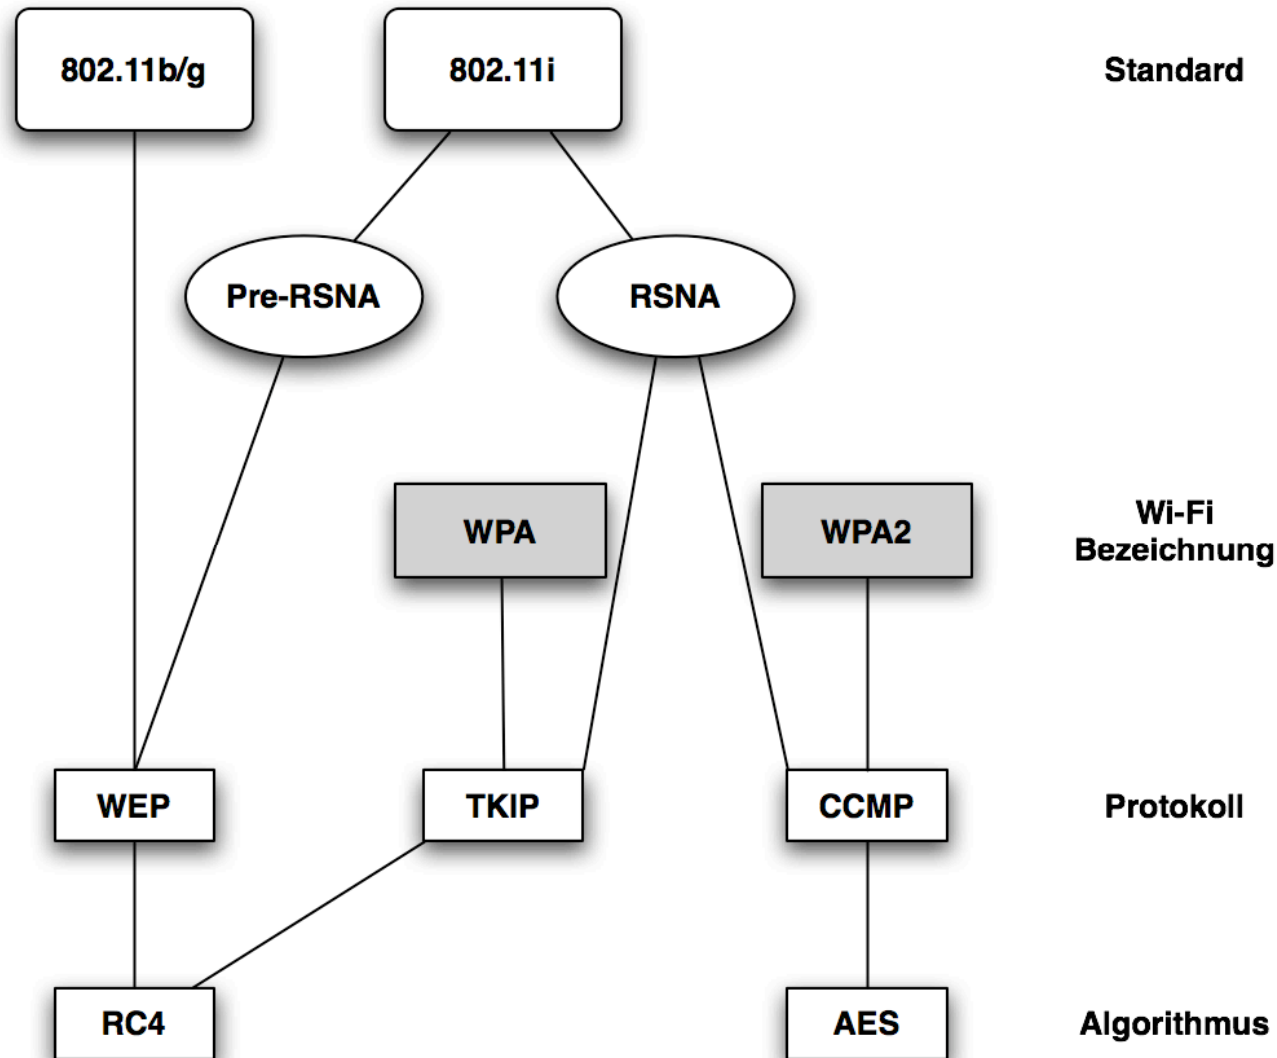 802.11b/g
802.11i
Standard
Pre-RSNA
RSNA
WPA
WPA2
Wi-Fi
Bezeichnung
WEP
TKIP
CCMP
Protokoll
RC4
AES
Algorithmus